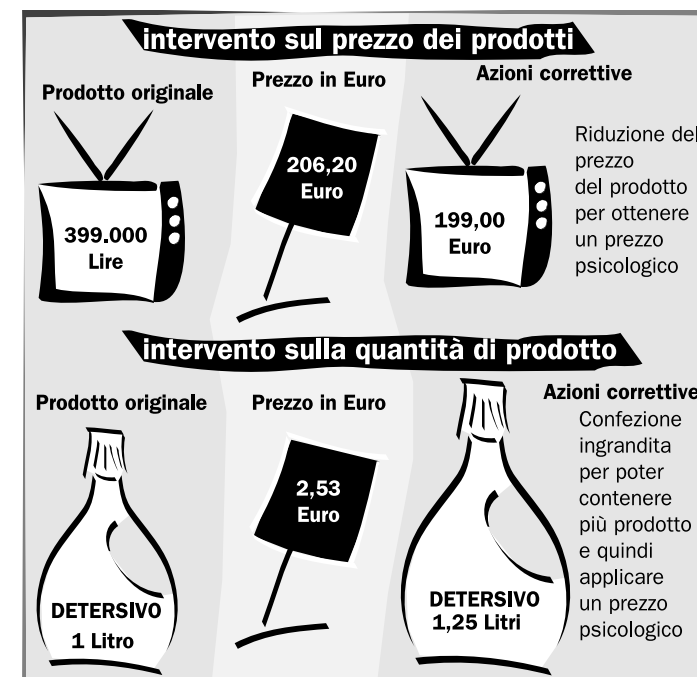 intervento sul prezzo dei prodotti
Prodotto originale
Prezzo in Euro
Azioni correttive
399.000
Lire
206,20
Euro
199,00
Euro
Riduzione del
prezzo
del prodotto
per ottenere
un prezzo
psicologico
intervento sulla quantità di prodotto
Prodotto originale
Prezzo in Euro
Azioni correttive
DETERSIVO
1 Litro
2,53
Euro
DETERSIVO
1,25 Litri
Confezione
ingrandita
per poter
contenere
più prodotto
e quindi
applicare
un prezzo
psicologico